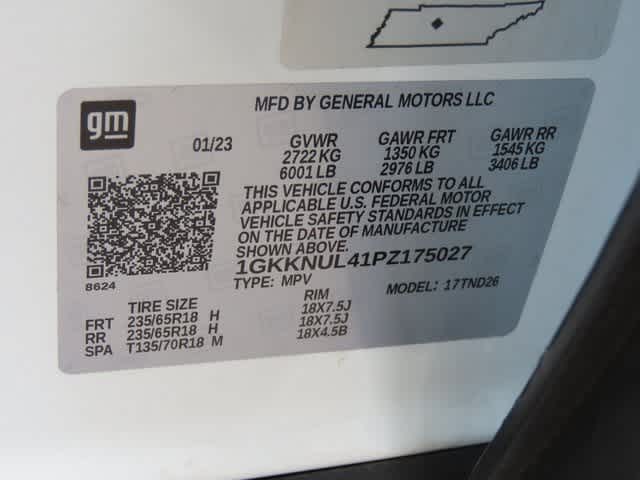 gm
MFD BY GENERAL MOTORS LLC
01/23 GVWR GAWR FRT GAWR RR
2722 KG 1350 KG 1545 KG
6001 LB 2976 LB 3406 LB
THIS VEHICLE CONFORMS TO ALL
APPLICABLE U.S. FEDERAL MOTOR
VEHICLE SAFETY STANDARDS IN EFFECT
ON THE DATE OF MANUFACTURE
SHOWN ABOVE.
8624
1GKKNUL41PZ175027
TYPE: MPV MODEL: 17TND26
TIRE SIZE RIM
FRT 235/65R18 H 18X7.5J
RR 235/65R18 H 18X7.5J
SPA T135/70R18 M 18X4.5B